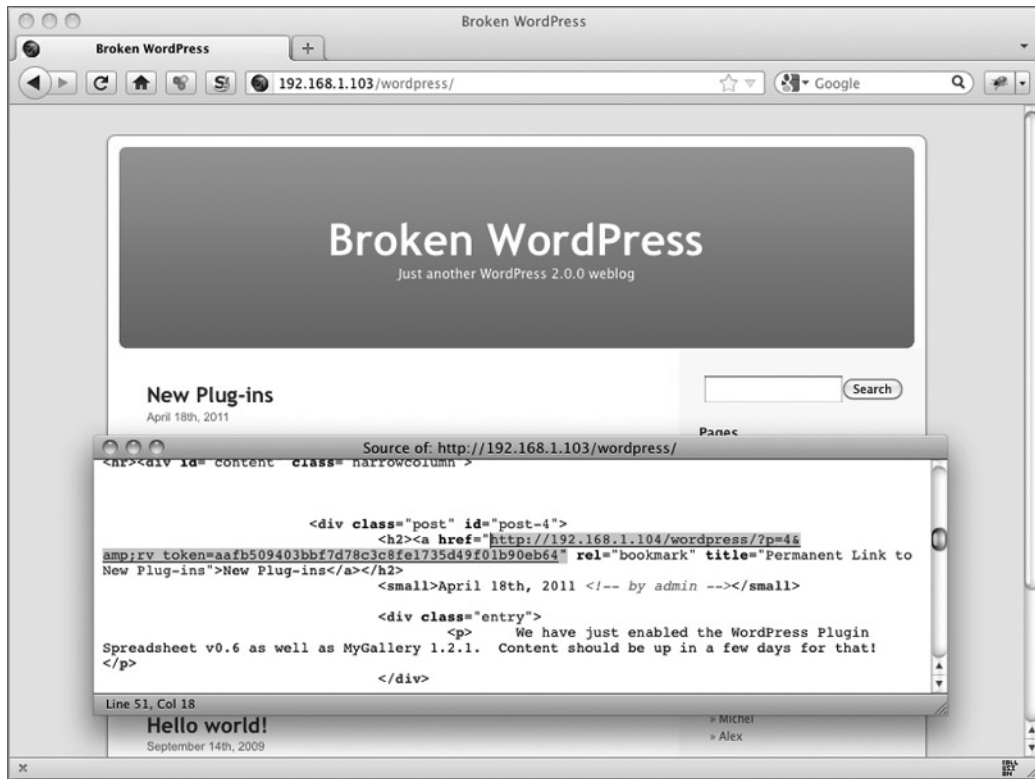 Broken WordPress
Broken WordPress
192.168.1.103/wordpress/
Google
Broken WordPress
Just another WordPress 2.0.0 weblog
New Plug-ins
April 18th, 2011
Search
Pages
Source of: http://192.168.1.103/wordpress/
<hr><div id="content" class="narrowcolumn">
<div class="post" id="post-4">
<h2><a href="http://192.168.1.104/wordpress/?p=4&
amp;rv_token=aafb509403bbf7d78c3c8fe1735d49f01b90eb64" rel="bookmark" title="Permanent Link to
New Plug-ins">New Plug-ins</a></h2>
<small>April 18th, 2011 <!-- by admin --></small>
<div class="entry">
<p> We have just enabled the WordPress Plugin
Spreadsheet v0.6 as well as MyGallery 1.2.1. Content should be up in a few days for that!
</p>
</div>
Line 51, Col 18
Hello world!
September 14th, 2009
» Michel
» Alex